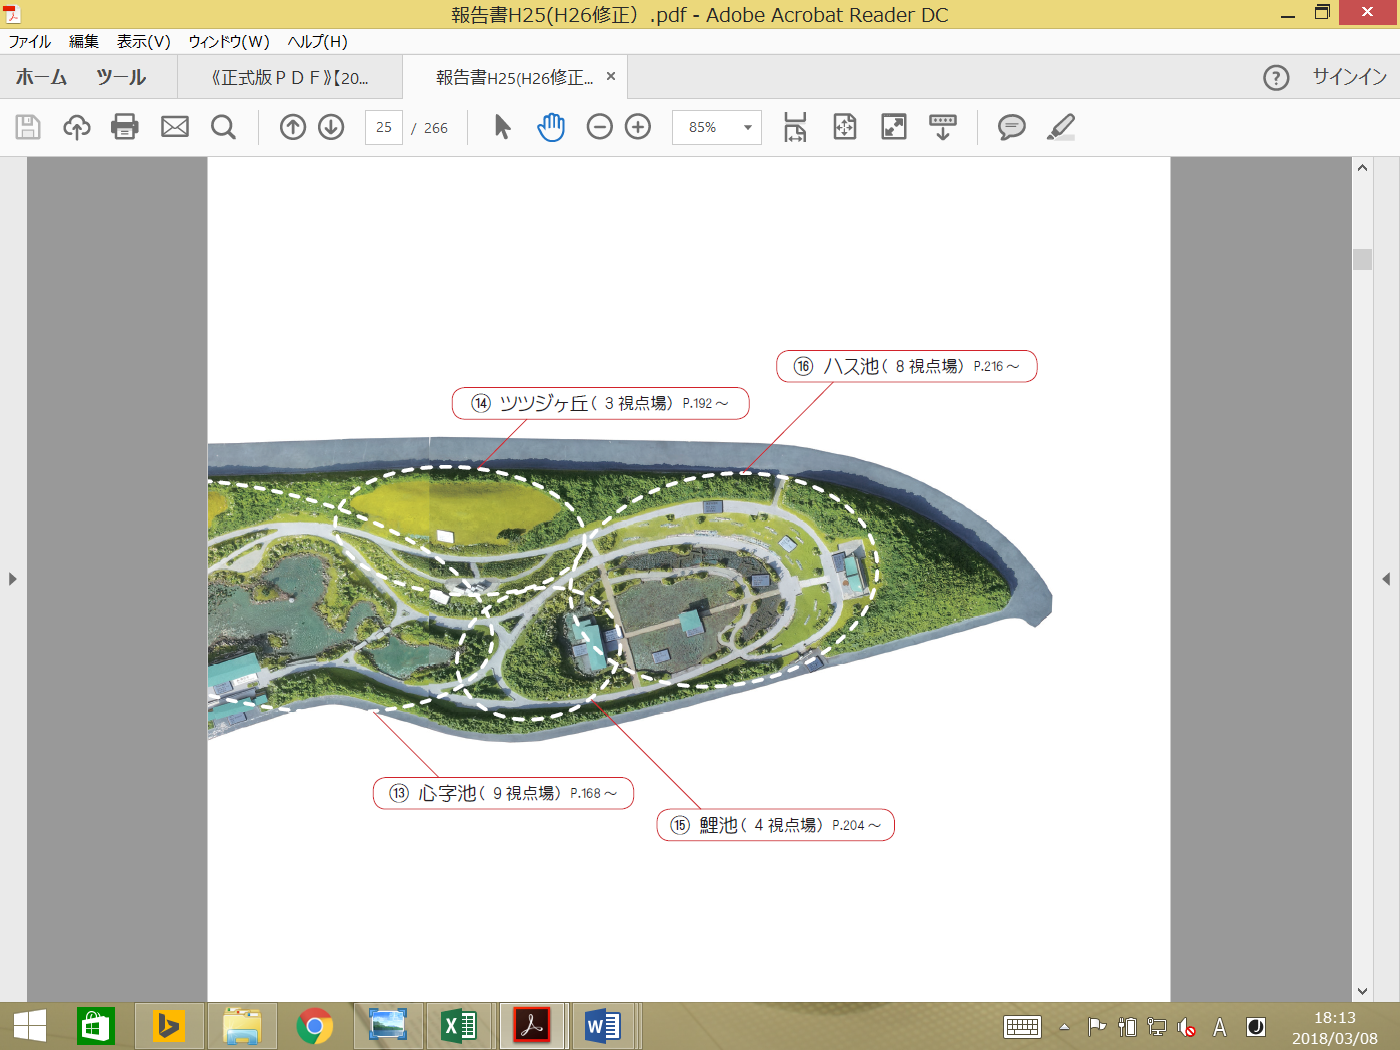 報告書H25(H26修正）.pdf - Adobe Acrobat Reader DC
ファイル 編集 表示(V) ウィンドウ(W) ヘルプ(H)
ホーム ツール 《正式版ＰＤＦ》【20... 報告書H25(H26修正... × ? サインイン
25 / 266 85%
⑯ ハス池（ 8 視点場） P.216～
⑭ ツツジヶ丘（ 3 視点場） P.192～
⑬ 心字池（ 9 視点場） P.168～
⑮ 鯉池（ 4 視点場） P.204～
A 18:13
2018/03/08